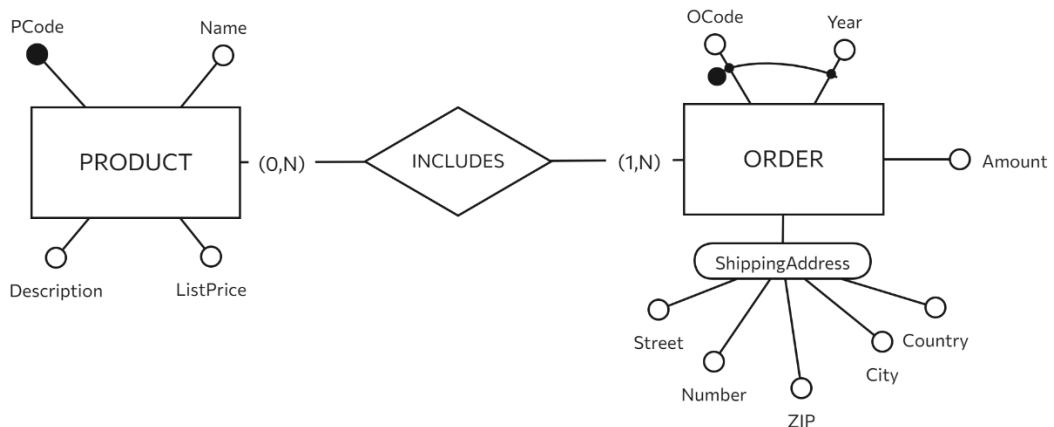 PCode
Name
OCode
Year
PRODUCT
(0,N)
INCLUDES
(1,N)
ORDER
Amount
Description
ListPrice
ShippingAddress
Street
Number
ZIP
City
Country